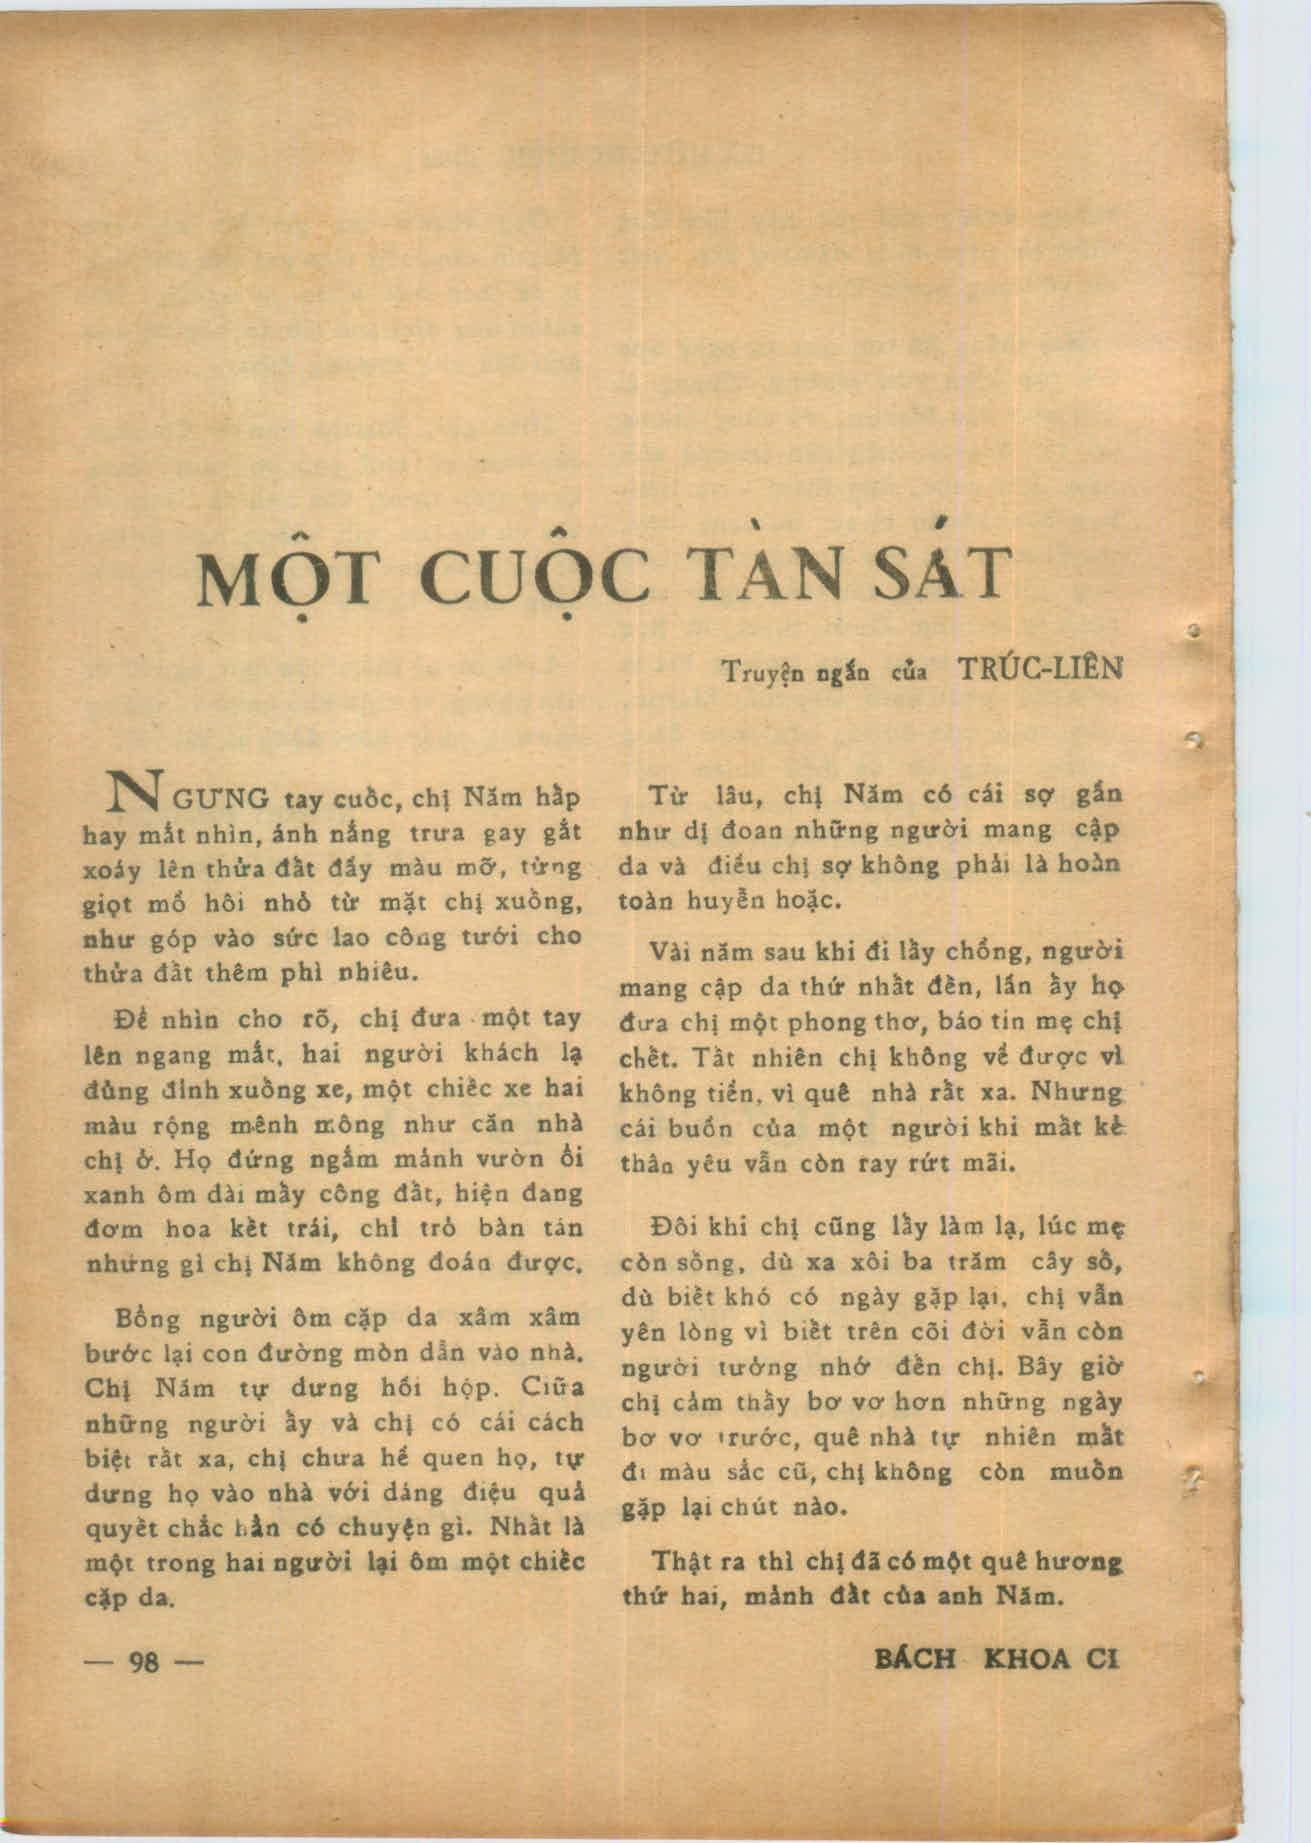 MỘT CUỘC TÀN SÁT
Truyện ngắn của TRÚC-LIÊN
NGƯNG tay cuốc, chị Năm hấp
háy mắt nhìn, ánh nắng trưa gay gắt
xoáy lên thửa đất đầy màu mỡ, từng
giọt mồ hôi nhỏ từ mặt chị xuống,
như góp vào sức lao công tưới cho
thửa đất thêm phì nhiêu.
Để nhìn cho rõ, chị đưa một tay
lên ngang mắt, hai người khách lạ
đủng đỉnh xuống xe, một chiếc xe hai
màu rộng mênh mông như căn nhà
chị ở. Họ đứng ngắm mảnh vườn ổi
xanh ôm dài mấy công đất, hiện đang
đơm hoa kết trái, chỉ trỏ bàn tán
những gì chị Năm không đoán được.
Bổng người ôm cặp da xâm xâm
bước lại con đường mòn dẫn vào nhà.
Chị Năm tự dưng hồi hộp. Giữa
những người ấy và chị có cái cách
biệt rất xa, chị chưa hề quen họ, tự
dưng họ vào nhà với dáng điệu quả
quyết chắc hẳn có chuyện gì. Nhất là
một trong hai người lại ôm một chiếc
cặp da.
Từ lâu, chị Năm có cái sợ gần
như dị đoan những người mang cập
da và điều chị sợ không phải là hoàn
toàn huyễn hoặc.
Vài năm sau khi đi lấy chồng, người
mang cập da thứ nhất đến, lần ấy họ
đưa chị một phong thơ, báo tin mẹ chị
chết. Tất nhiên chị không về được vì
không tiền, vì quê nhà rất xa. Nhưng
cái buồn của một người khi mất kẻ
thân yêu vẫn còn ray rứt mãi.
Đôi khi chị cũng lấy làm lạ, lúc mẹ
còn sống, dù xa xôi ba trăm cây số,
dù biết khó có ngày gặp lại, chị vẫn
yên lòng vì biết trên cõi đời vẫn còn
người tưởng nhớ đến chị. Bây giờ
chị cảm thấy bơ vơ hơn những ngày
bơ vơ trước, quê nhà tự nhiên mất
đi màu sắc cũ, chị không còn muốn
gặp lại chút nào.
Thật ra thì chị đã có một quê hương
thứ hai, mảnh đất của anh Năm.
— 98 —
BÁCH KHOA CI